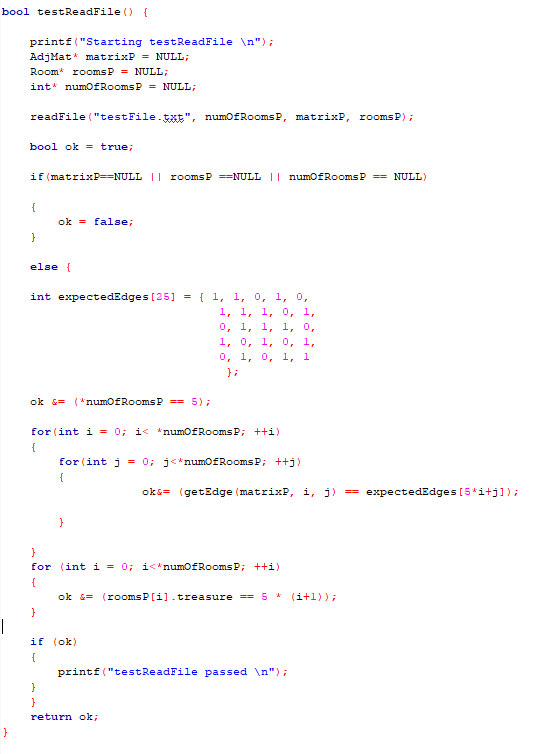 bool testReadFile() {
printf("Starting testReadFile \n");
AdjMat* matrixP = NULL;
Room* roomsP = NULL;
int* numOfRoomsP = NULL;
readFile("testFile.txt", numOfRoomsP, matrixP, roomsP);
bool ok = true;
if(matrixP==NULL || roomsP ==NULL || numOfRoomsP == NULL)
{
ok = false;
}
else {
int expectedEdges[25] = { 1, 1, 0, 1, 0,
1, 1, 1, 0, 1,
0, 1, 1, 1, 0,
1, 0, 1, 0, 1,
0, 1, 0, 1, 1
};
ok &= (*numOfRoomsP == 5);
for(int i = 0; i< *numOfRoomsP; ++i)
{
for(int j = 0; j<*numOfRoomsP; ++j)
{
ok&= (getEdge(matrixP, i, j) == expectedEdges[5*i+j]);
}
}
for (int i = 0; i<*numOfRoomsP; ++i)
{
ok &= (roomsP[i].treasure == 5 * (i+1));
}
if (ok)
{
printf("testReadFile passed \n");
}
}
return ok;
}